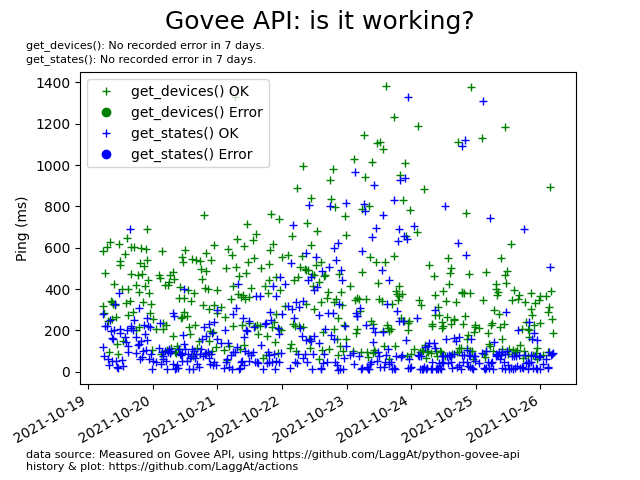 Govee API: is it working?
get_devices(): No recorded error in 7 days.
get_states(): No recorded error in 7 days.
1400
1200
1000
800
600
400
200
0
Ping (ms)
get_devices() OK
get_devices() Error
get_states() OK
get_states() Error
2021-10-19
2021-10-20
2021-10-21
2021-10-22
2021-10-23
2021-10-24
2021-10-25
2021-10-26
data source: Measured on Govee API, using https://github.com/LaggAt/python-govee-api
history & plot: https://github.com/LaggAt/actions